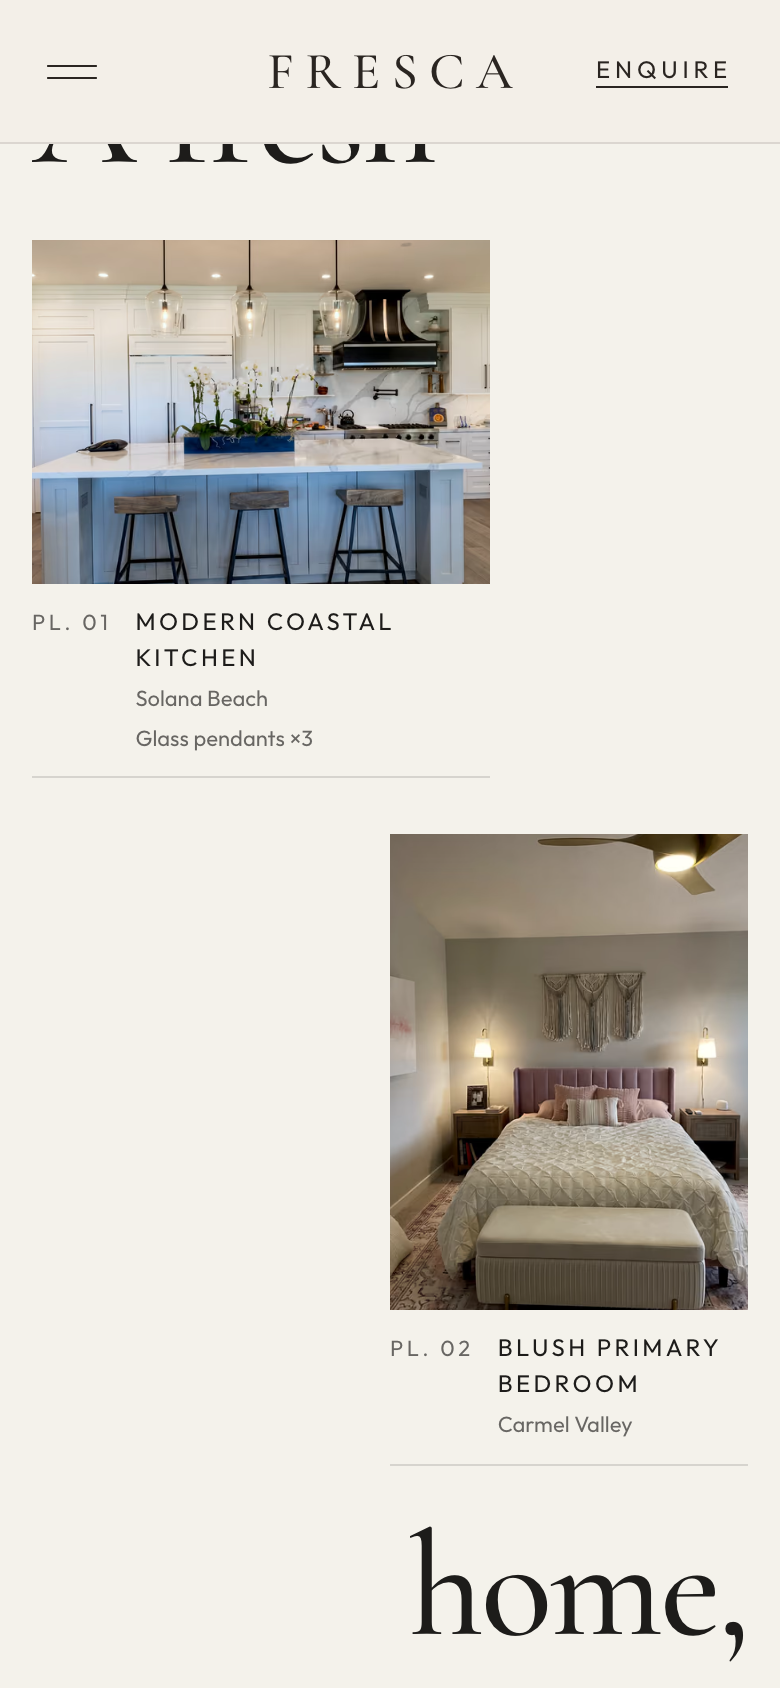 FRESCA
ENQUIRE
A fresh
PL. 01
MODERN COASTAL
KITCHEN
Solana Beach
Glass pendants ×3
PL. 02
BLUSH PRIMARY
BEDROOM
Carmel Valley
home,